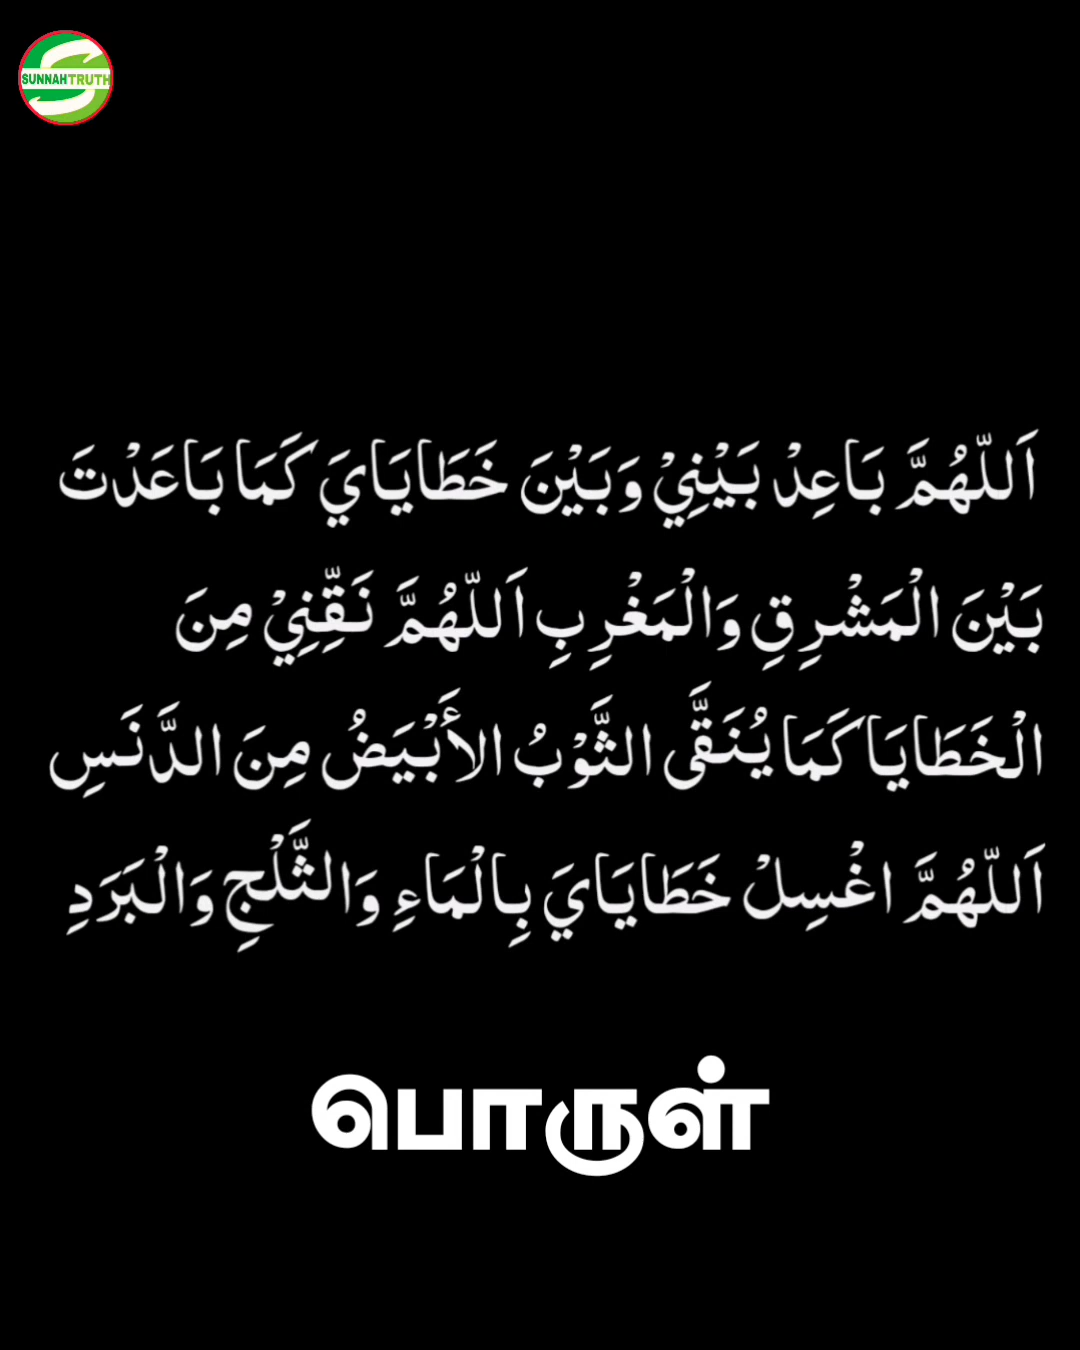 SUNNAHTRUTH
اَللّهُمَّ بَاعِدْ بَيْنِيْ وَبَيْنَ خَطَايَايَ كَمَا بَاعَدْتَ
بَيْنَ الْمَشْرِقِ وَالْمَغْرِبِ اَللّهُمَّ نَقِّنِيْ مِنَ
الْخَطَايَا كَمَا يُنَقَّى الثَّوْبُ الأَبْيَضُ مِنَ الدَّنَسِ
اَللّهُمَّ اغْسِلْ خَطَايَايَ بِالْمَاءِ وَالثَّلْجِ وَالْبَرَدِ
பொருள்